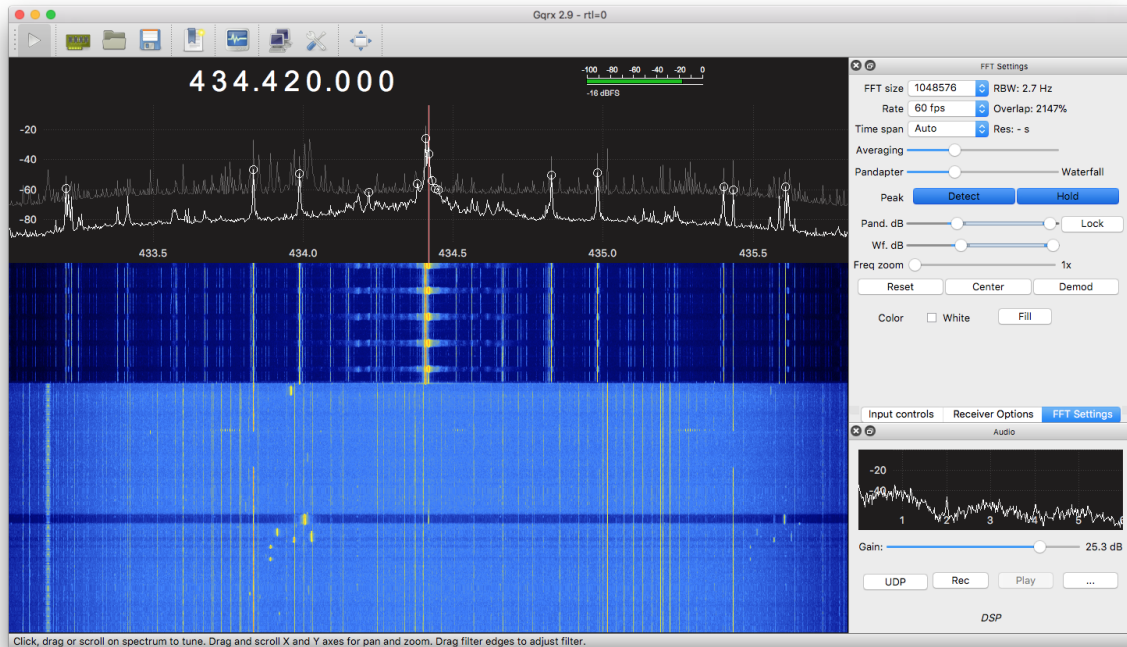 Gqrx 2.9 - rtl=0
434.420.000
-100 -80 -60 -40 -20 0
-16 dBFS
-20
-40
-60
-80
433.5 434.0 434.5 435.0 435.5
FFT Settings
FFT size 1048576 RBW: 2.7 Hz
Rate 60 fps Overlap: 2147%
Time span Auto Res: - s
Averaging
Pandapter Waterfall
Peak Detect Hold
Pand. dB Lock
Wf. dB
Freq zoom 1x
Reset Center Demod
Color White Fill
Input controls Receiver Options FFT Settings
Audio
-20
-40
1 2 3 4 5
Gain: 25.3 dB
UDP Rec Play ...
DSP
Click, drag or scroll on spectrum to tune. Drag and scroll X and Y axes for pan and zoom. Drag filter edges to adjust filter.